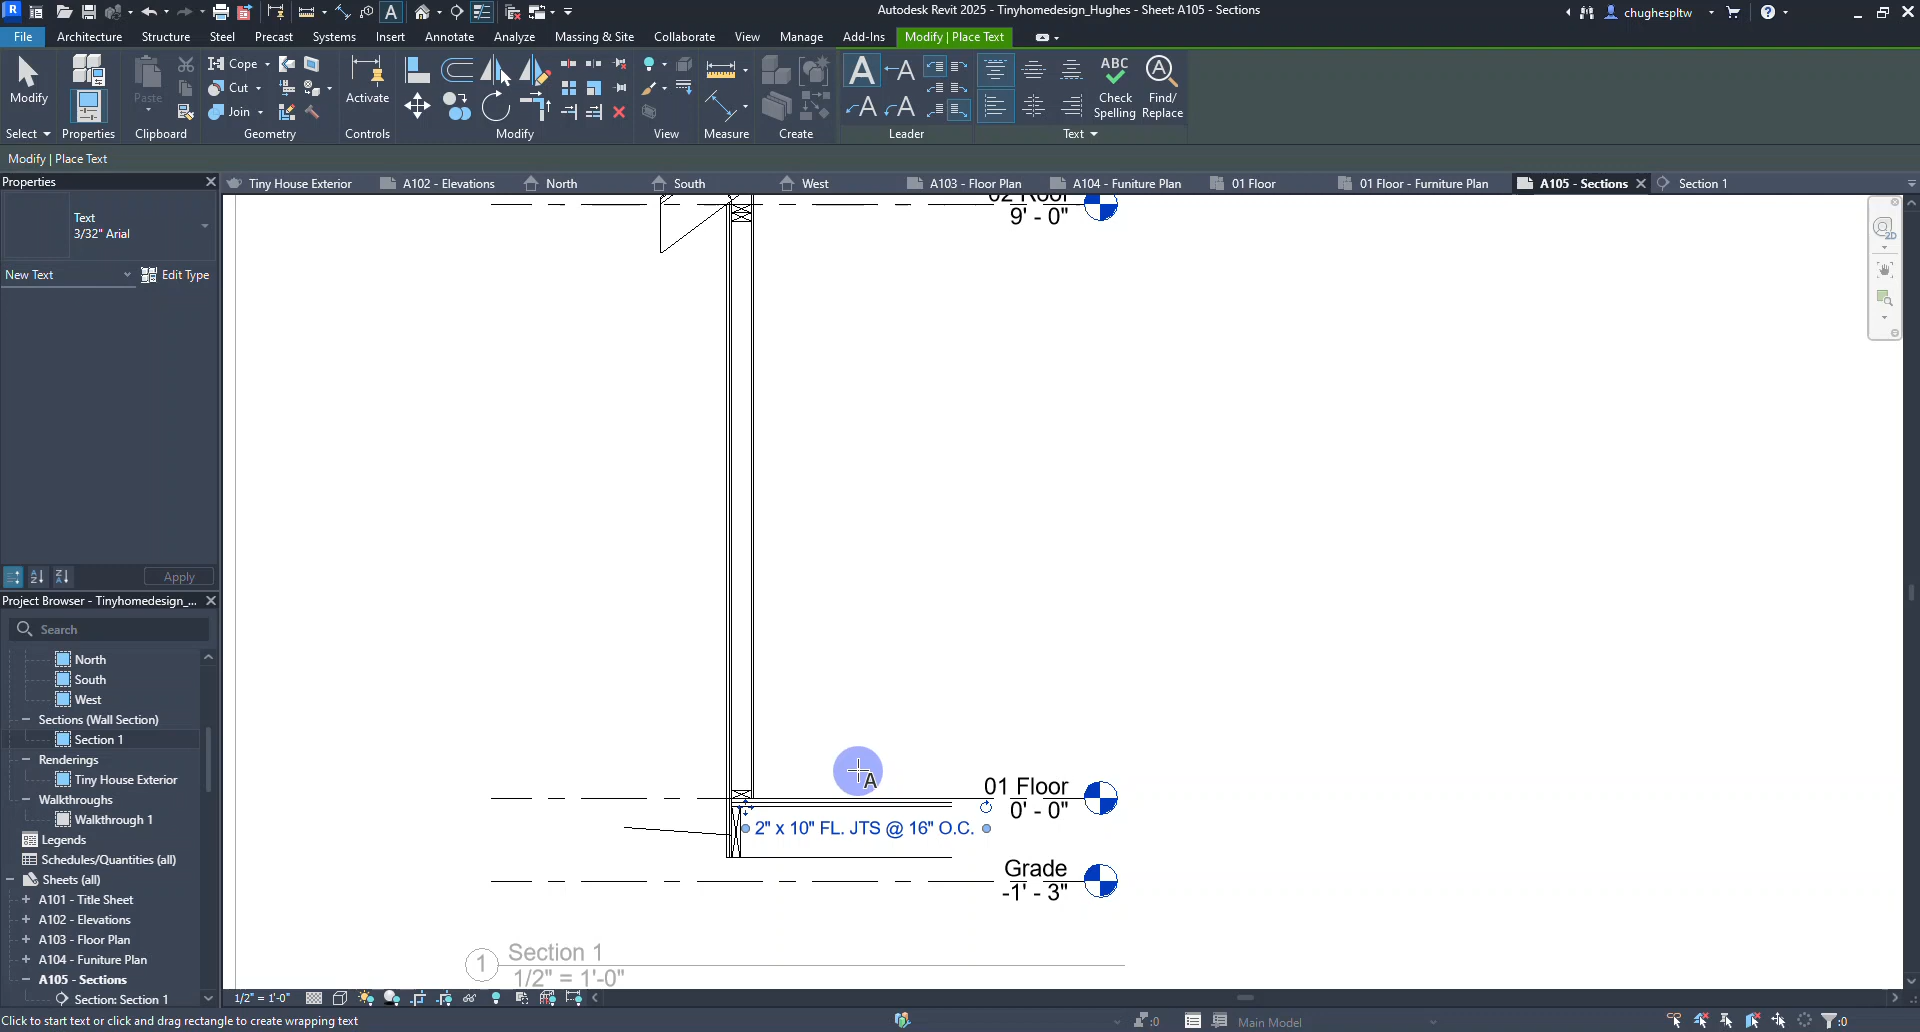 Autodesk Revit 2025 - Tinyhomedesign_Hughes - Sheet: A105 - Sections
chughespltw
File Architecture Structure Steel Precast Systems Insert Annotate Analyze Massing & Site Collaborate View Manage Add-Ins Modify | Place Text
Modify
Properties
Paste
Cope
Cut
Join
Activate
Check Spelling
Find/ Replace
Select Properties Clipboard Geometry Controls Modify View Measure Create Leader Text
Modify | Place Text
Properties
Tiny House Exterior A102 - Elevations North South West A103 - Floor Plan A104 - Funiture Plan 01 Floor 01 Floor - Furniture Plan A105 - Sections Section 1
Text
3/32" Arial
New Text
Edit Type
Apply
Project Browser - Tinyhomedesign_...
Search
North
South
West
Sections (Wall Section)
Section 1
Renderings
Tiny House Exterior
Walkthroughs
Walkthrough 1
Legends
Schedules/Quantities (all)
Sheets (all)
A101 - Title Sheet
A102 - Elevations
A103 - Floor Plan
A104 - Funiture Plan
A105 - Sections
Section: Section 1
02 Roof
9' - 0"
01 Floor
0' - 0"
2" x 10" FL. JTS @ 16" O.C.
Grade
-1' - 3"
1
Section 1
1/2" = 1'-0"
2D
A
1/2" = 1'-0"
Click to start text or click and drag rectangle to create wrapping text
:0
Main Model
:0